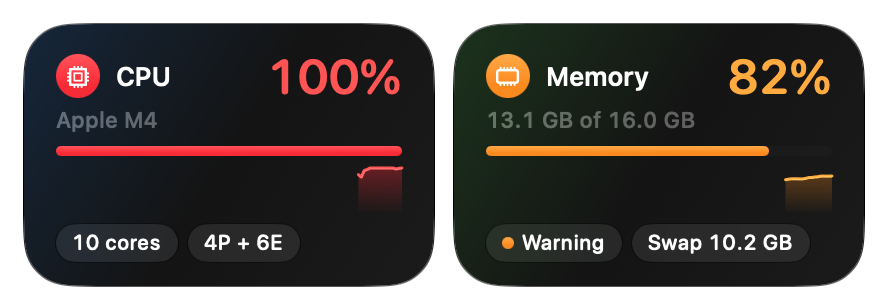 CPU 100%
Apple M4
10 cores 4P + 6E
Memory 82%
13.1 GB of 16.0 GB
Warning Swap 10.2 GB